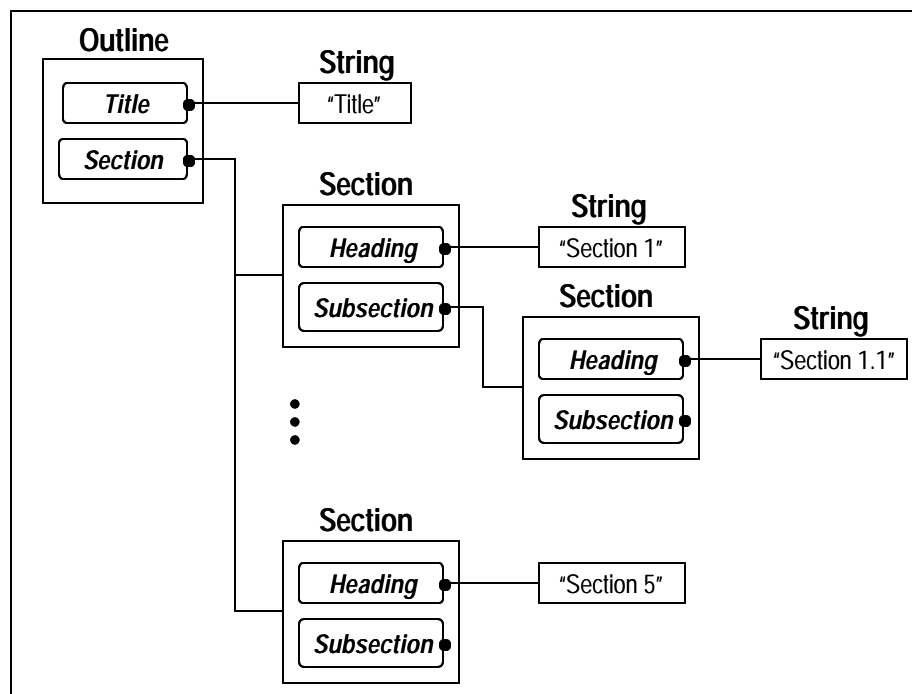 Outline
String
Title
"Title"
Section
Section
String
Heading
"Section 1"
Section
Subsection
String
Heading
"Section 1.1"
Subsection
Section
Heading
"Section 5"
Subsection